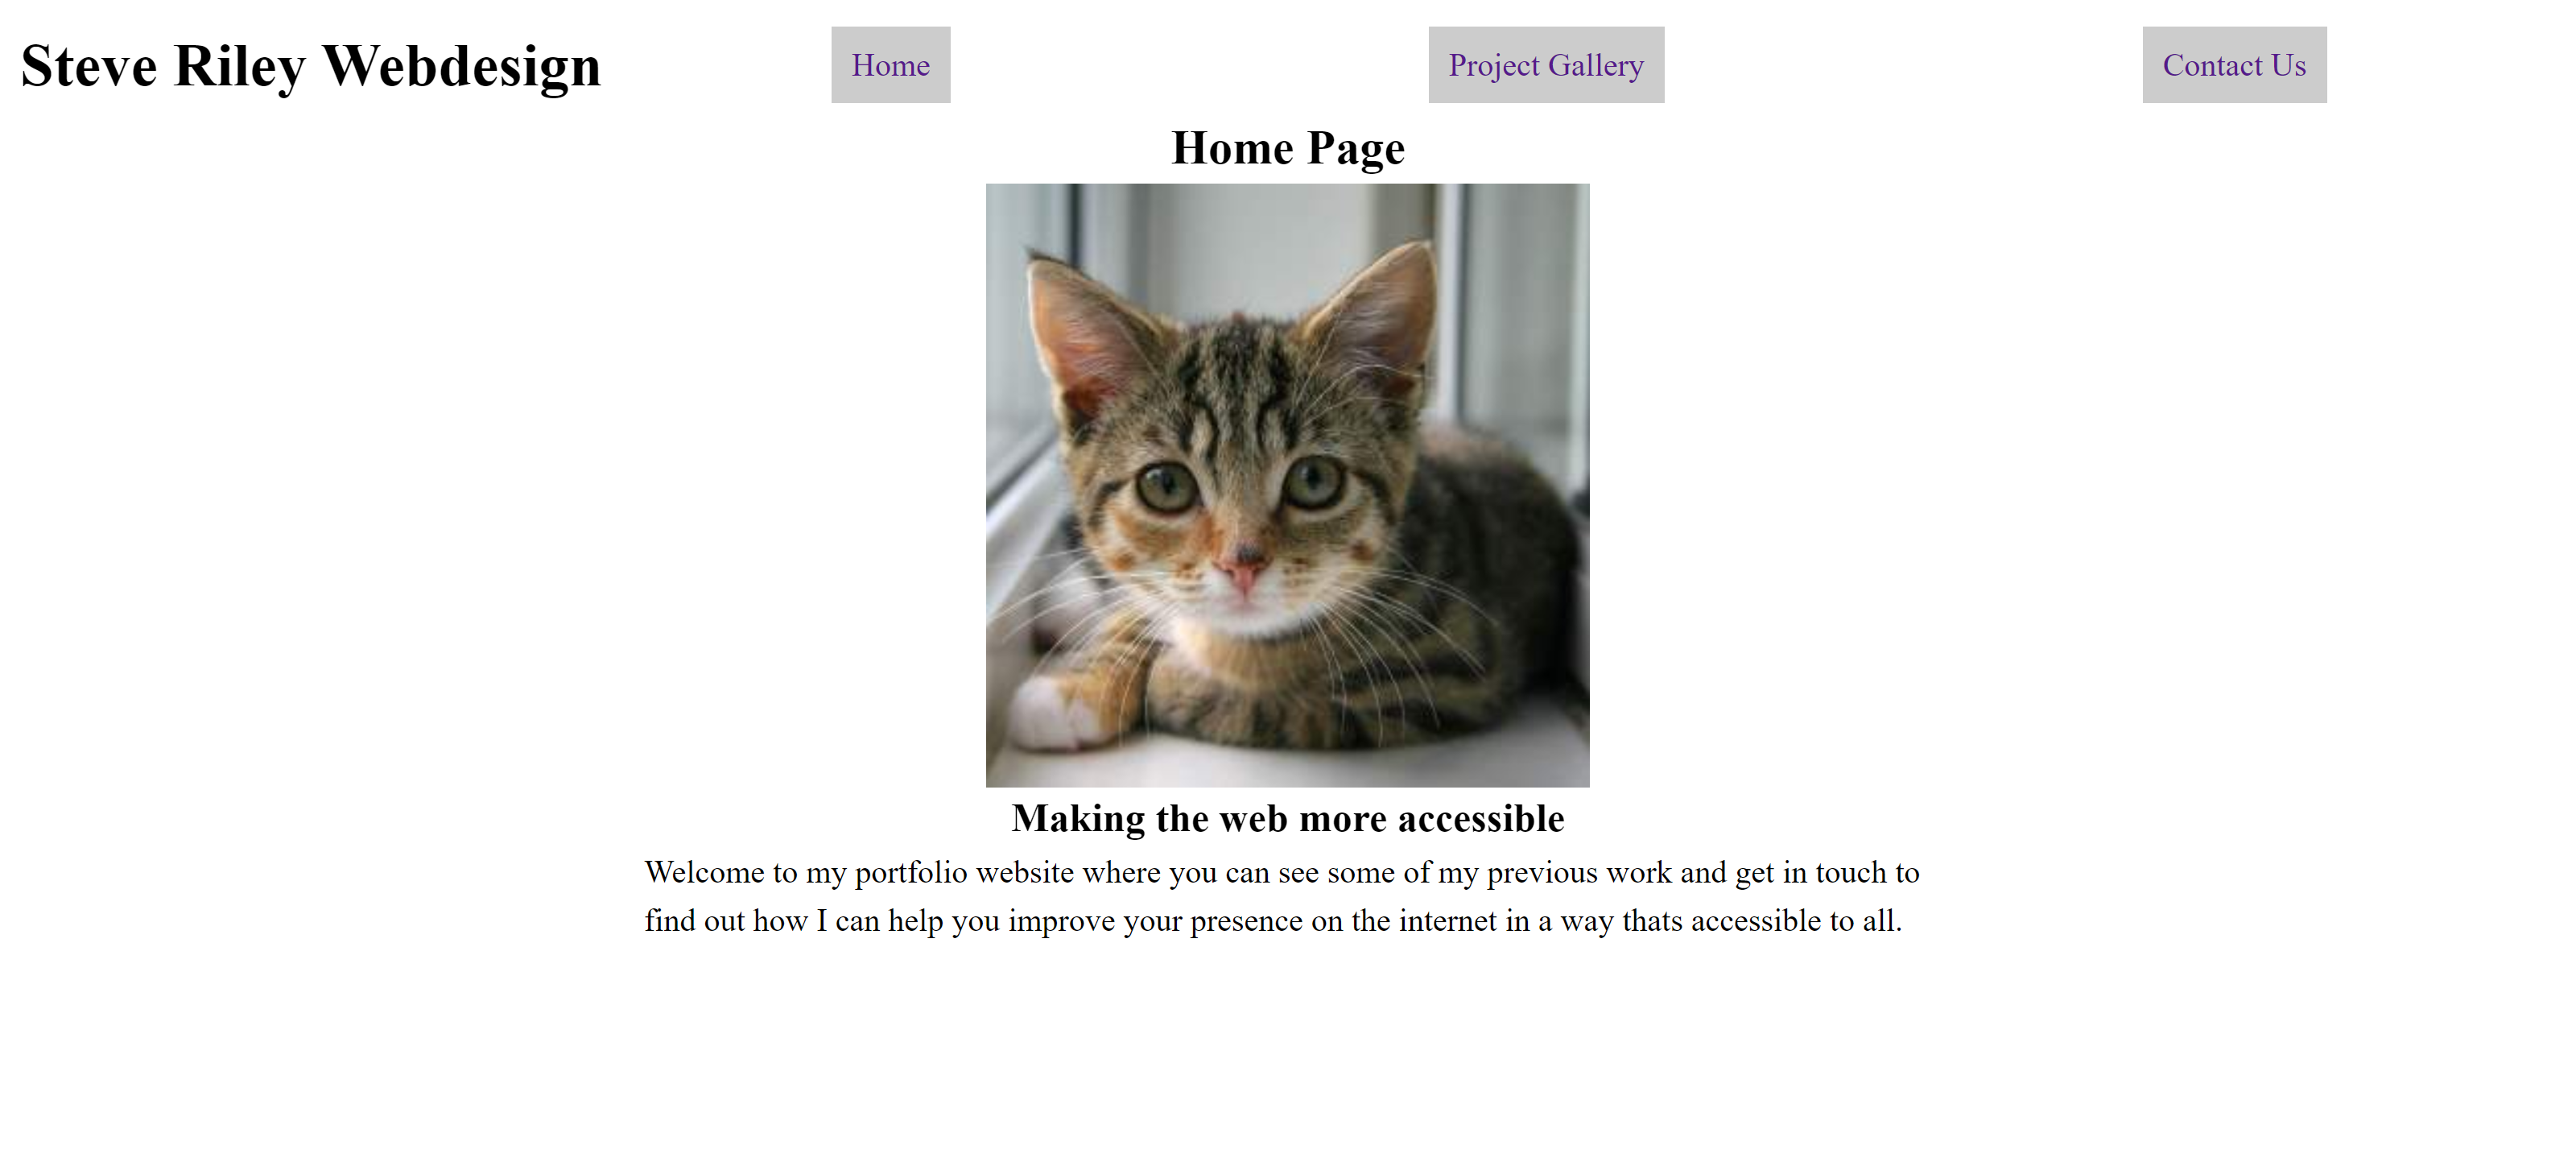 Steve Riley Webdesign
Home
Project Gallery
Contact Us
Home Page
Making the web more accessible
Welcome to my portfolio website where you can see some of my previous work and get in touch to
find out how I can help you improve your presence on the internet in a way thats accessible to all.